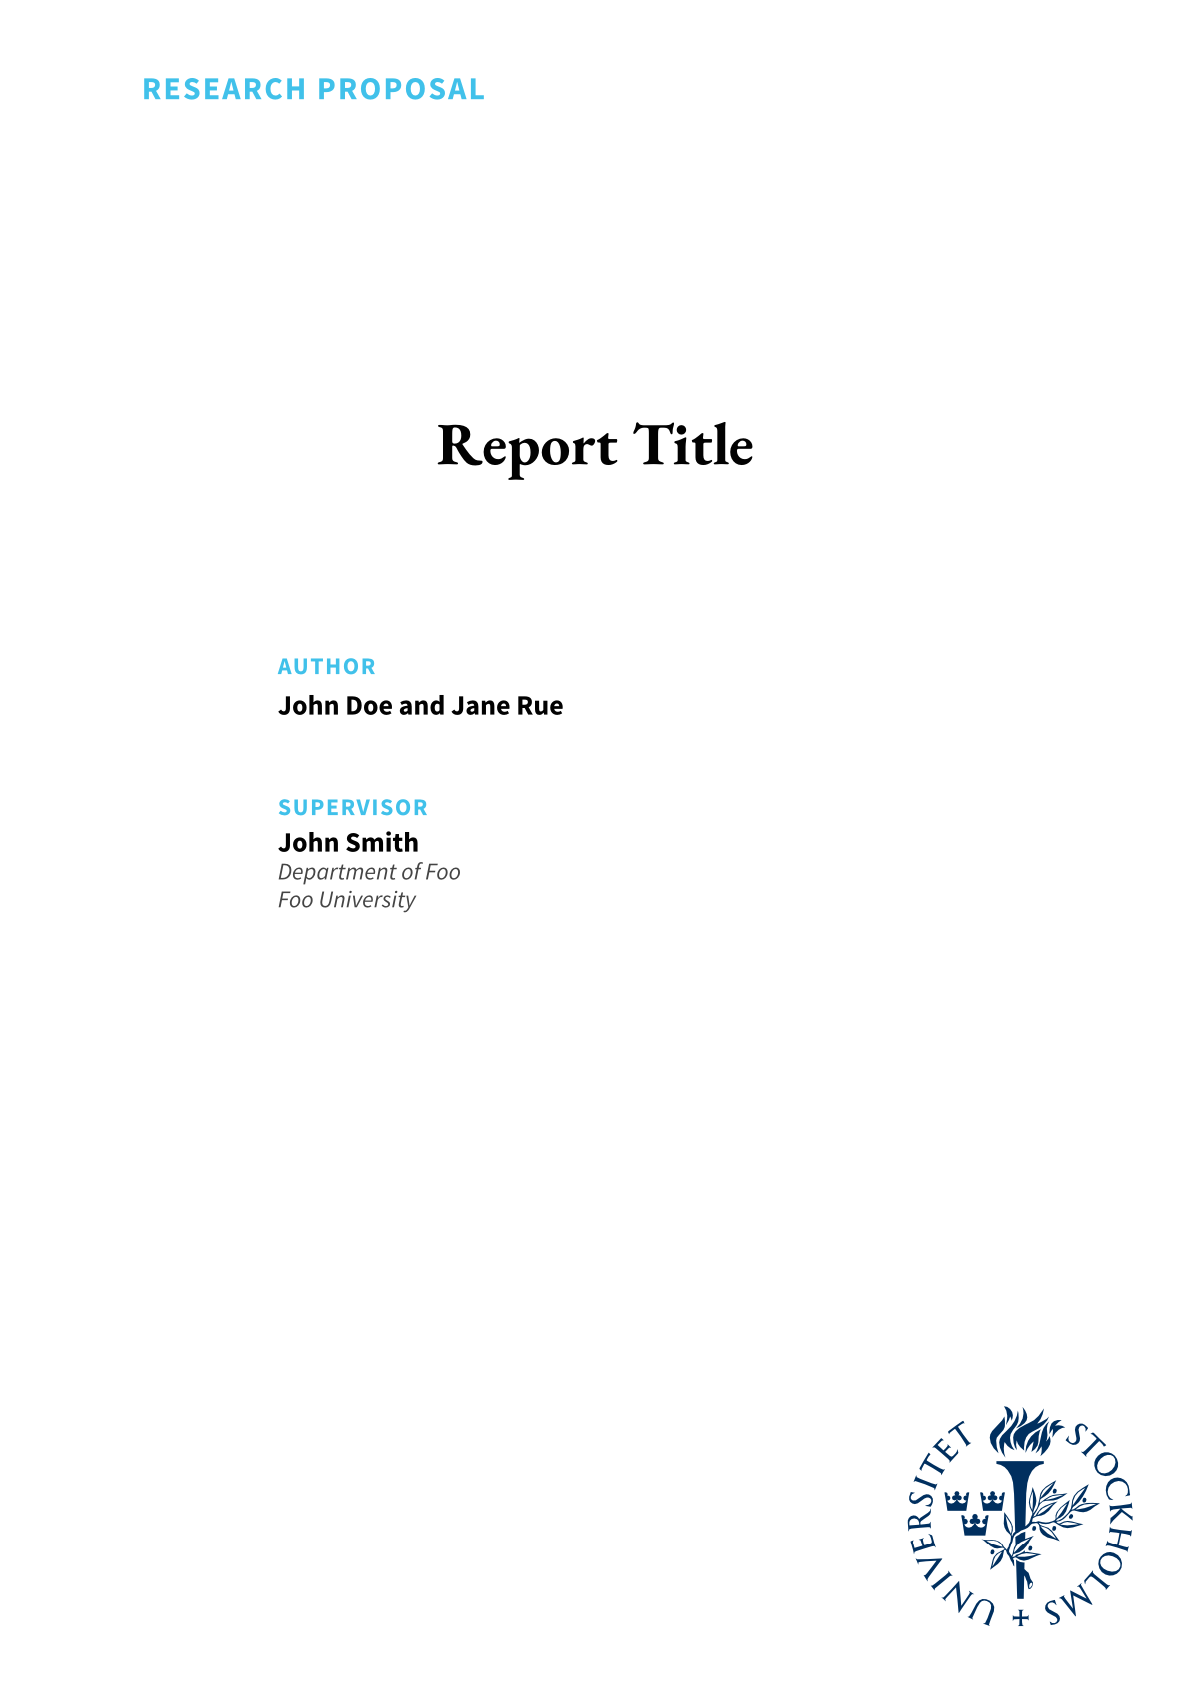 RESEARCH PROPOSAL
Report Title
AUTHOR
John Doe and Jane Rue
SUPERVISOR
John Smith
Department of Foo
Foo University
STOCKHOLMS
UNIVERSITET